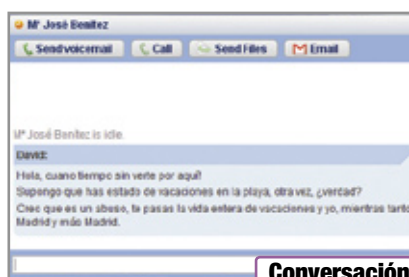 Mª José Benítez
Send voicemail Call Send Files Email
Mª José Benítez is idle
David:
Hola, cuano tiempo sin verte por aquí!
Supongo que has estado de vacaciones en la playa, otra vez, ¿verdad?
Creo que es un abuso, te pasas la vida entera de vacaciones y yo, mientras tanto
Madrid y más Madrid.
Conversación